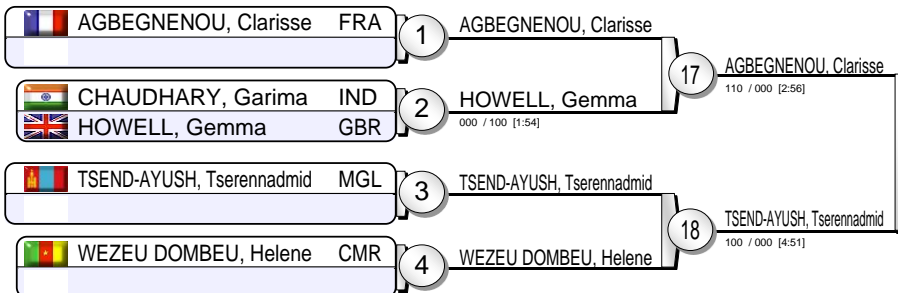 AGBEGNENOU, Clarisse FRA
1
AGBEGNENOU, Clarisse
17
AGBEGNENOU, Clarisse
110 / 000 [2:56]
CHAUDHARY, Garima IND
HOWELL, Gemma GBR
2
HOWELL, Gemma
000 / 100 [1:54]
TSEND-AYUSH, Tserennadmid MGL
3
TSEND-AYUSH, Tserennadmid
18
TSEND-AYUSH, Tserennadmid
100 / 000 [4:51]
WEZEU DOMBEU, Helene CMR
4
WEZEU DOMBEU, Helene